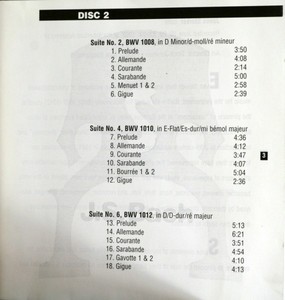 DISC 2
Suite No. 2, BWV 1008, in D Minor/d-moll/ré mineur
1. Prelude 3:50
2. Allemande 4:08
3. Courante 2:14
4. Sarabande 5:00
5. Menuet 1 & 2 2:58
6. Gigue 2:39
Suite No. 4, BWV 1010, in E-Flat/Es-dur/mi bémol majeur
7. Prelude 4:36
8. Allemande 4:12
9. Courante 3:47
10. Sarabande 4:07
11. Bourrée 1 & 2 5:04
12. Gigue 2:36
3
Suite No. 6, BWV 1012, in D/D-dur/ré majeur
13. Prelude 5:13
14. Allemande 6:21
15. Courante 3:51
16. Sarabande 4:54
17. Gavotte 1 & 2 4:10
18. Gigue 4:13